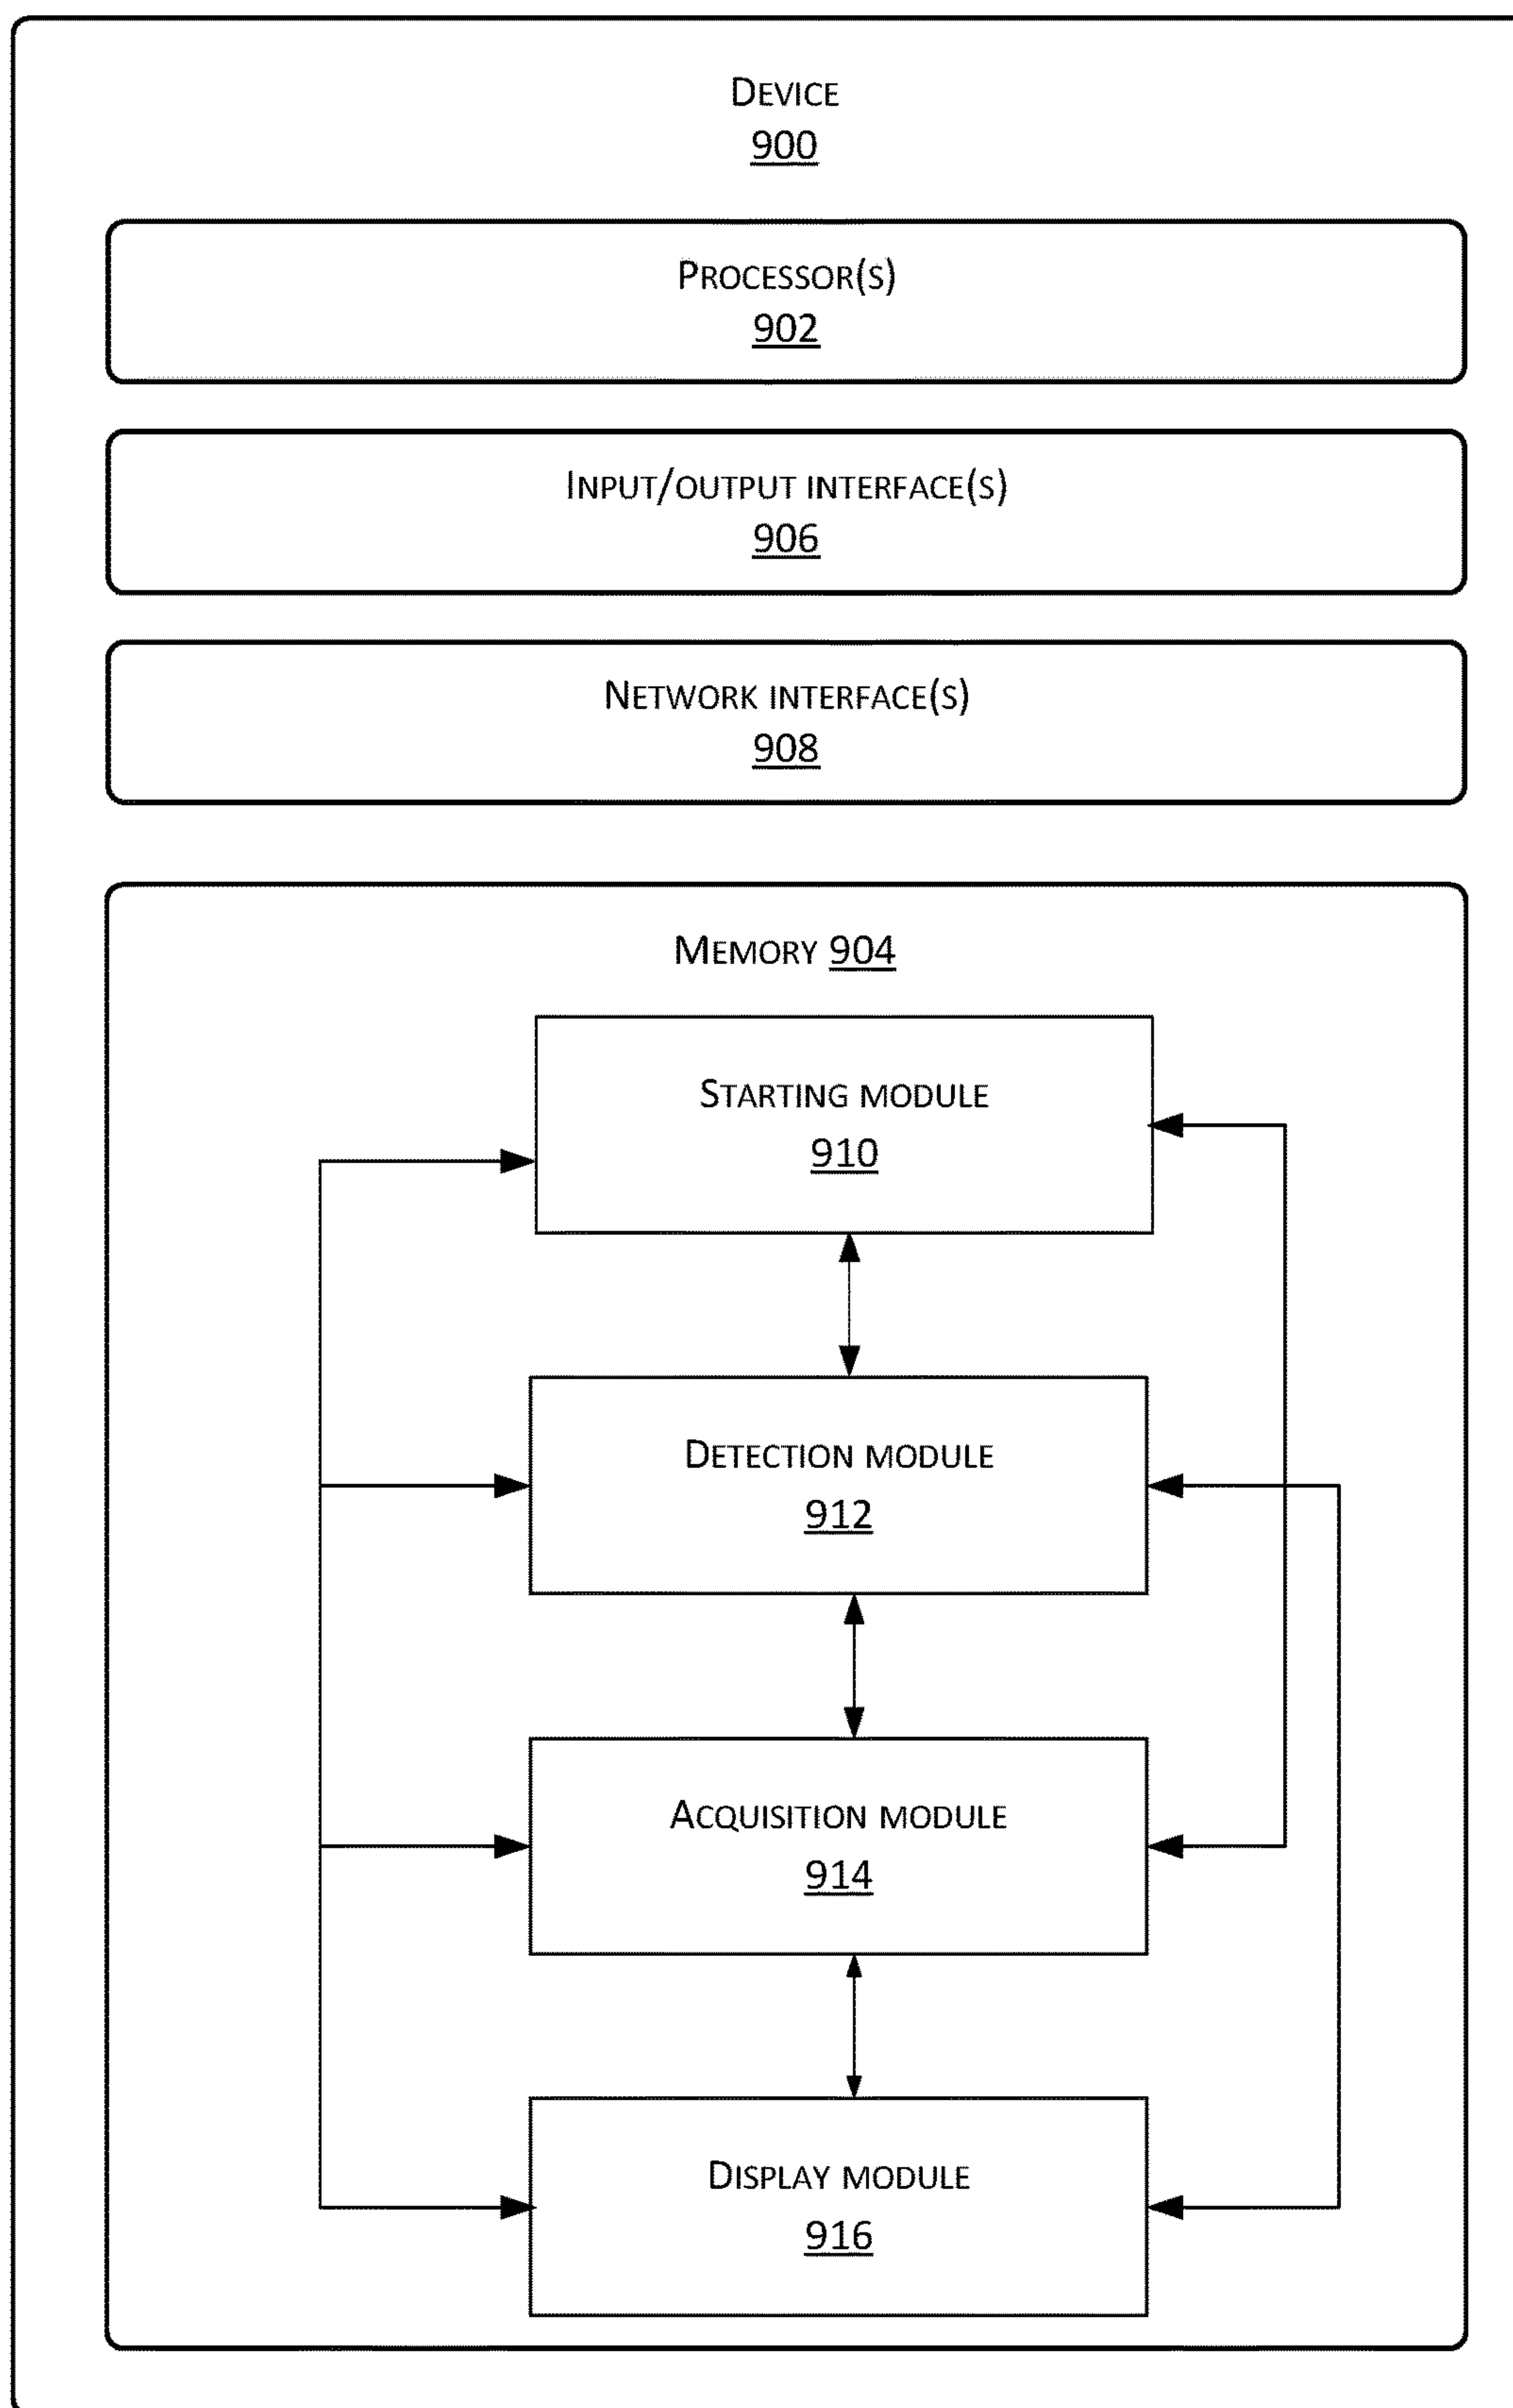 DEVICE
900
PROCESSOR(S)
902
INPUT/OUTPUT INTERFACE(S)
906
NETWORK INTERFACE(S)
908
MEMORY 904
STARTING MODULE
910
DETECTION MODULE
912
ACQUISITION MODULE
914
DISPLAY MODULE
916